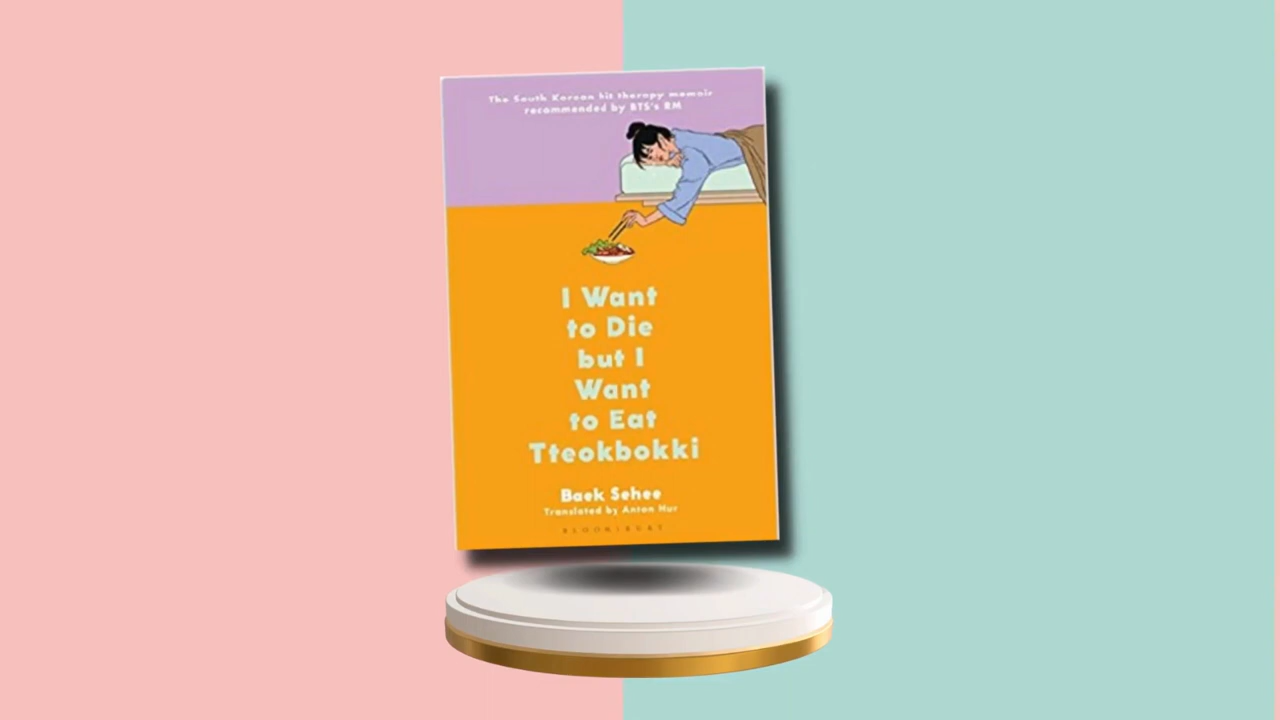 The South Korean hit therapy memoir
recommended by BTS's RM
I Want
to Die
but I
Want
to Eat
Tteokbokki
Baek Sehee
Translated by Anton Hur
BLOOMSBURY